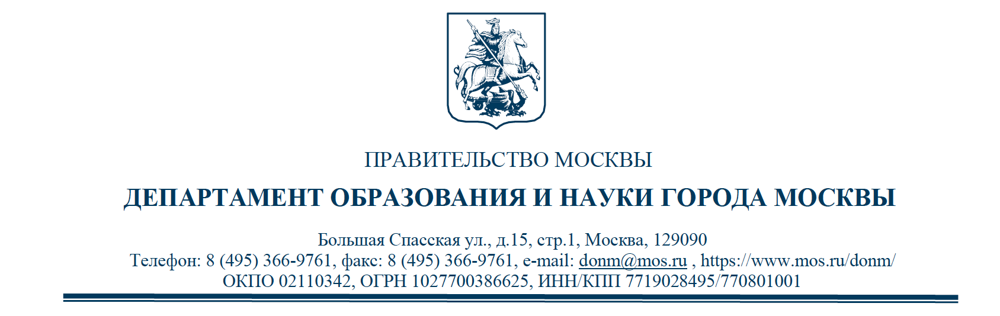 ПРАВИТЕЛЬСТВО МОСКВЫ
ДЕПАРТАМЕНТ ОБРАЗОВАНИЯ И НАУКИ ГОРОДА МОСКВЫ
Большая Спасская ул., д.15, стр.1, Москва, 129090
Телефон: 8 (495) 366-9761, факс: 8 (495) 366-9761, e-mail: donm@mos.ru , https://www.mos.ru/donm/
ОКПО 02110342, ОГРН 1027700386625, ИНН/КПП 7719028495/770801001